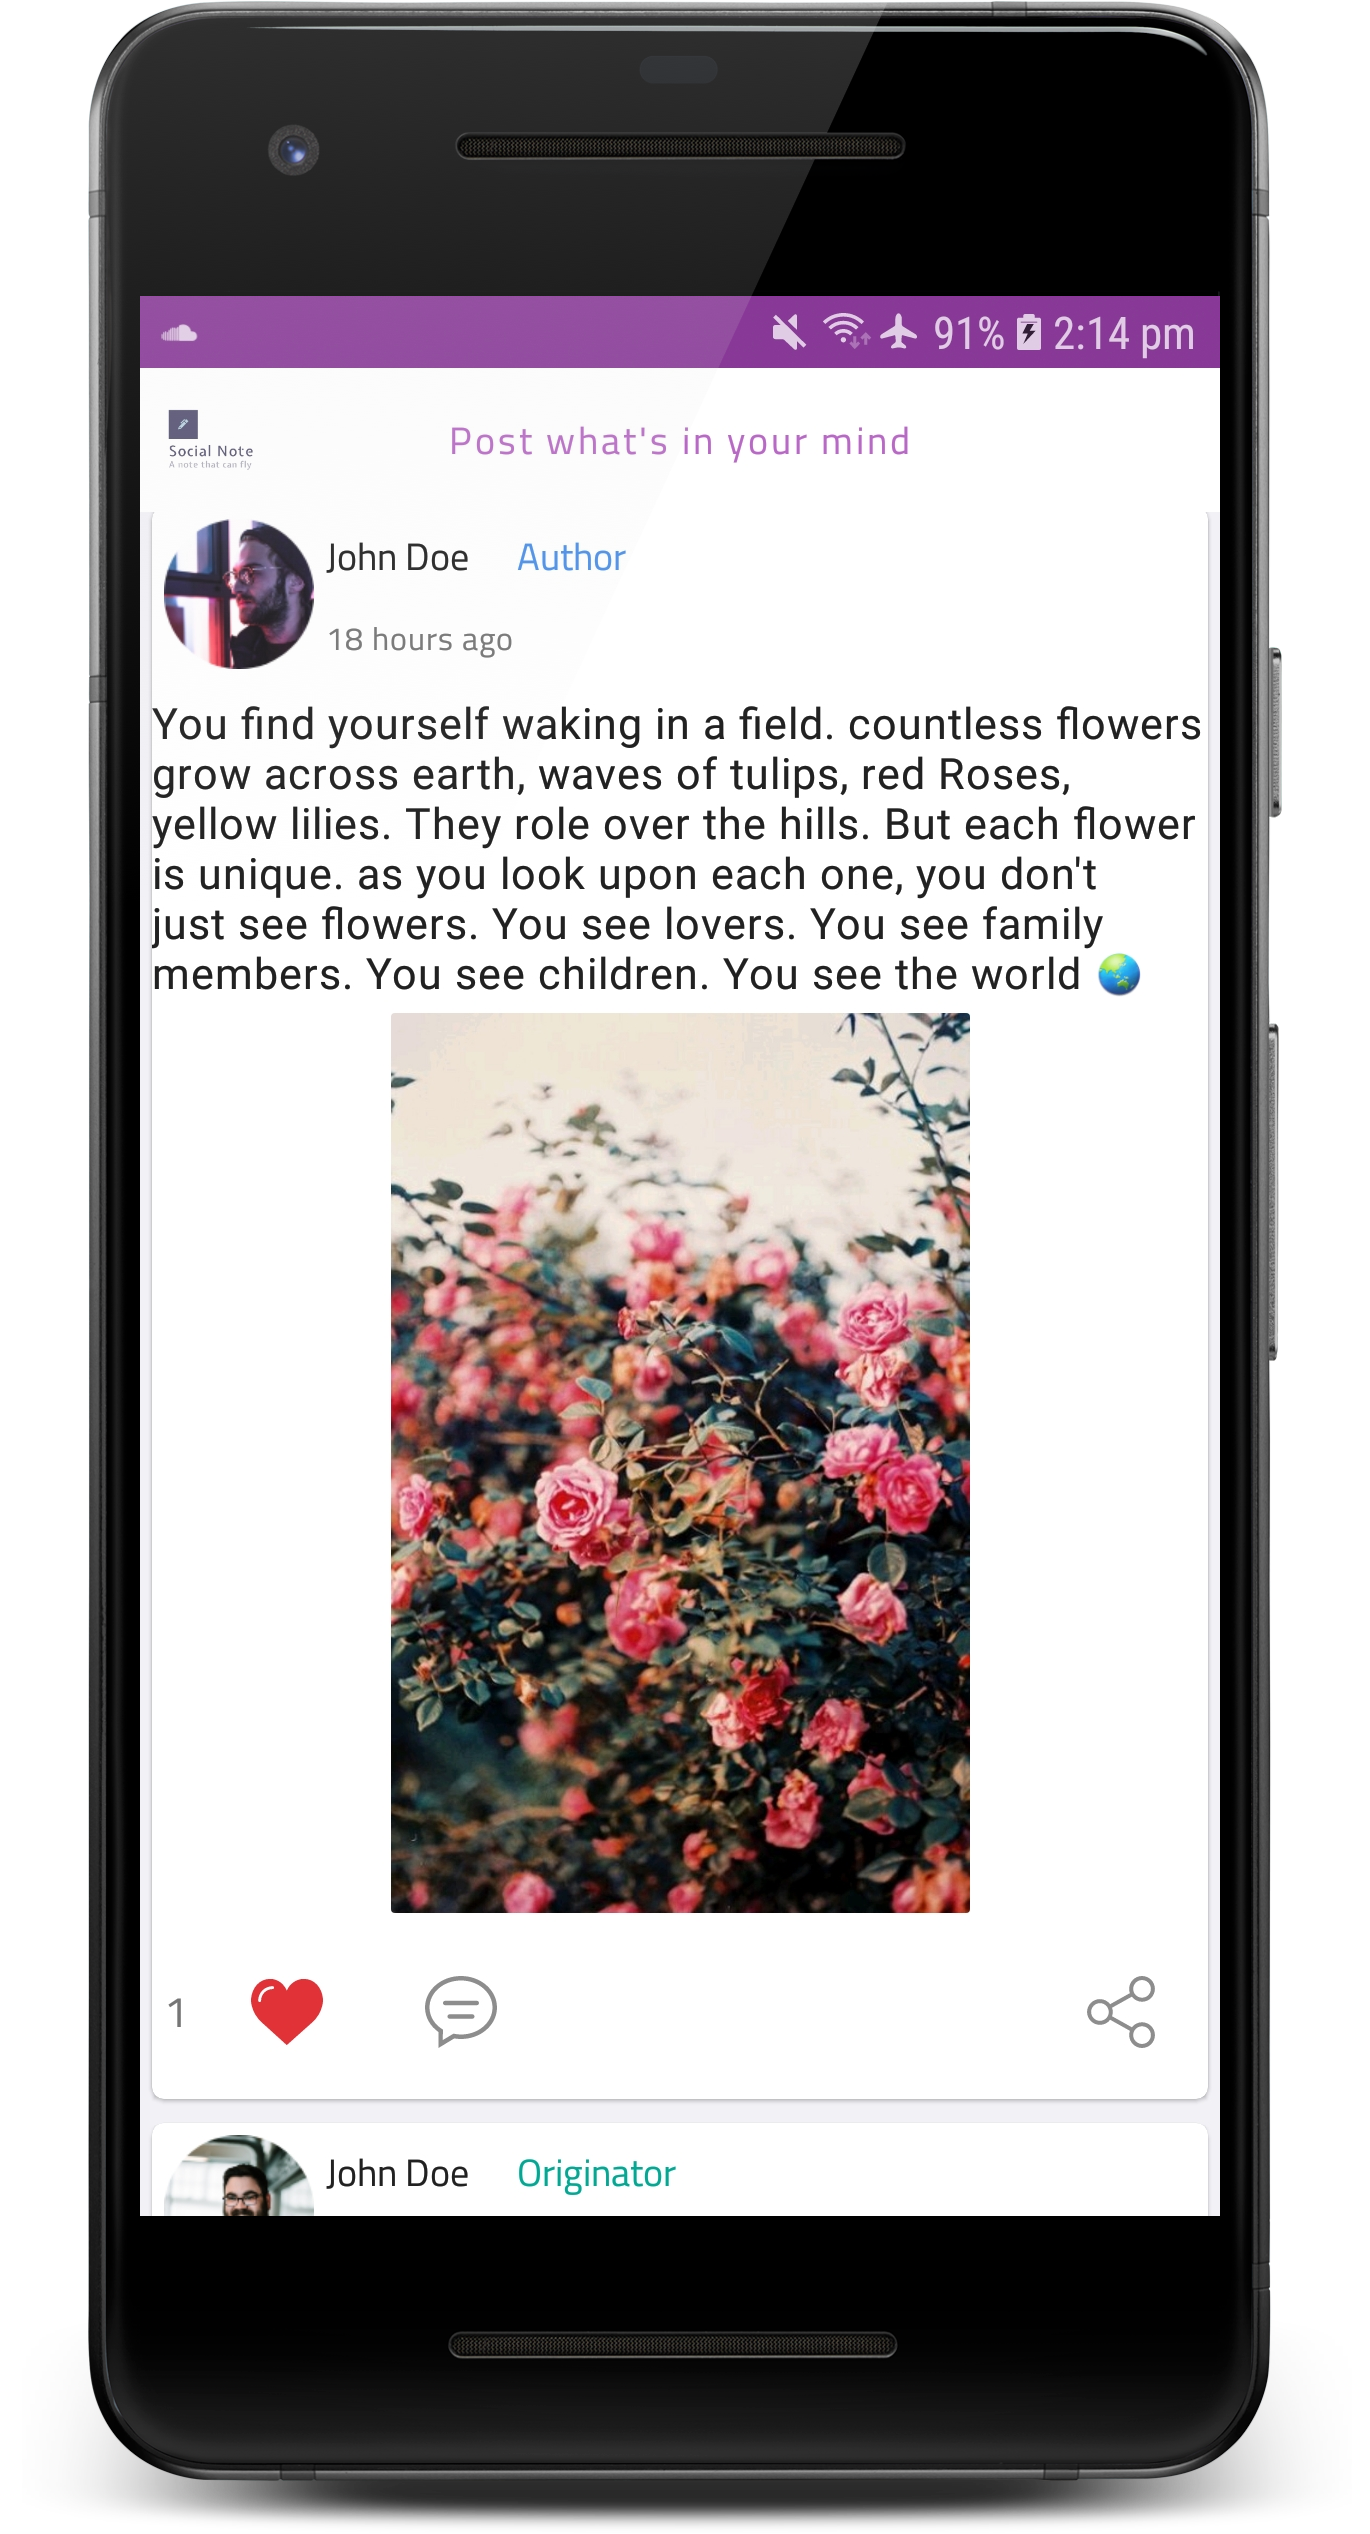 91% 2:14 pm
Social Note
A note that can fly
Post what's in your mind
John Doe Author
18 hours ago
You find yourself waking in a field. countless flowers
grow across earth, waves of tulips, red Roses,
yellow lilies. They role over the hills. But each flower
is unique. as you look upon each one, you don't
just see flowers. You see lovers. You see family
members. You see children. You see the world 🌏
1
John Doe Originator